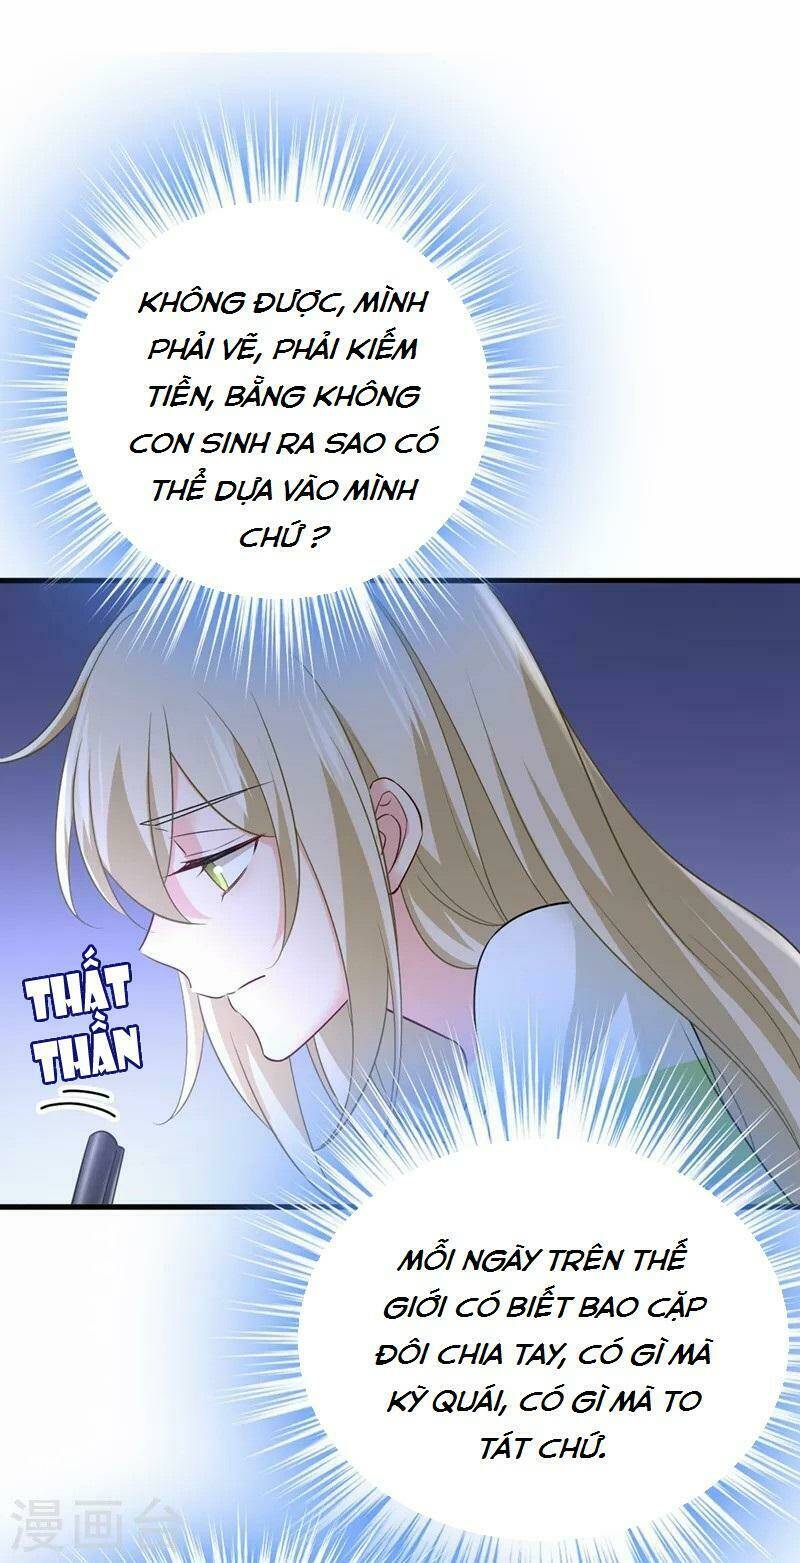 KHÔNG ĐƯỢC, MÌNH
PHẢI VẼ, PHẢI KIẾM
TIỀN, BẰNG KHÔNG
CON SINH RA SAO CÓ
THỂ DỰA VÀO MÌNH
CHỨ ?
THẤT
THẦN
MỖI NGÀY TRÊN THẾ
GIỚI CÓ BIẾT BAO CẶP
ĐÔI CHIA TAY, CÓ GÌ MÀ
KỲ QUÁI, CÓ GÌ MÀ TO
TÁT CHỨ.
漫画台